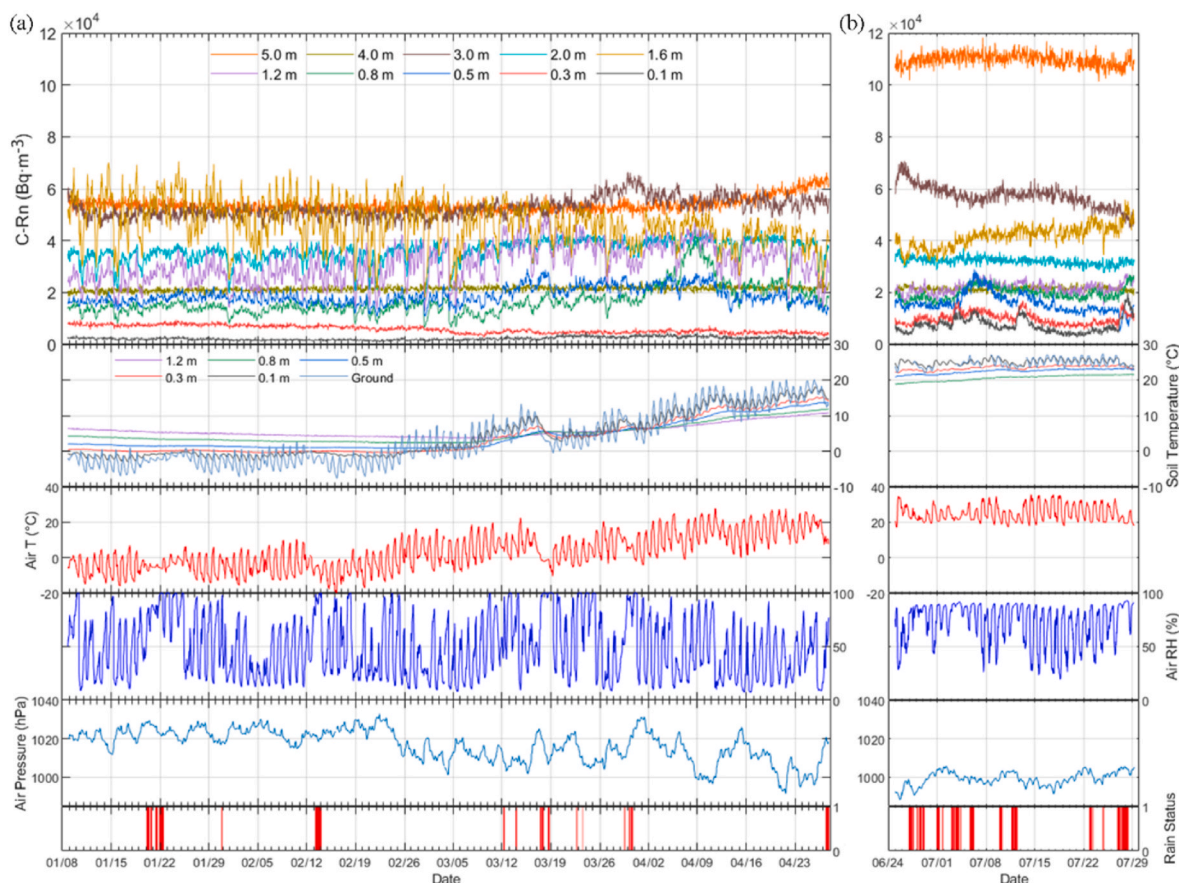 (a) (b)
×10⁴ ×10⁴
12 12
5.0 m 4.0 m 3.0 m 2.0 m 1.6 m
1.2 m 0.8 m 0.5 m 0.3 m 0.1 m
10 10
8 8
C-Rn (Bq·m⁻³)
6 6
4 4
2 2
0 0
30 30
1.2 m 0.8 m 0.5 m
0.3 m 0.1 m Ground
20 20
10 10
0 0
-10 -10
Soil Temperature (°C)
40 40
20 20
0 0
-20 -20
Air T (°C)
100 100
50 50
0 0
Air RH (%)
1040 1040
1020 1020
1000 1000
Air Pressure (hPa)
1 1
0 0
Rain Status
01/08 01/15 01/22 01/29 02/05 02/12 02/19 02/26 03/05 03/12 03/19 03/26 04/02 04/09 04/16 04/23 06/24 07/01 07/08 07/15 07/22 07/29
Date Date